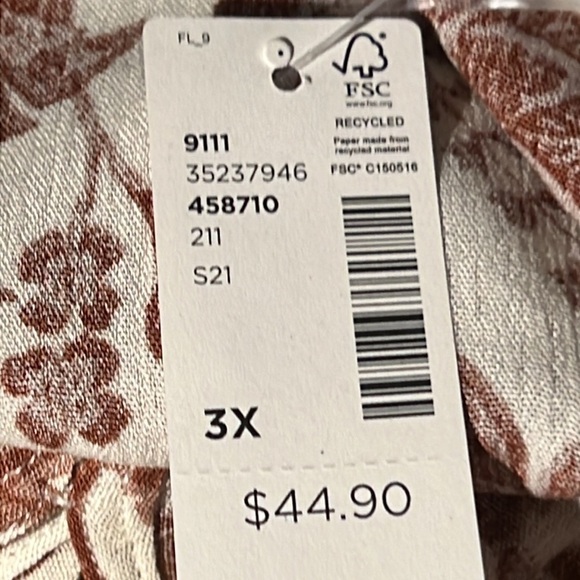 FL_9
FSC
www.fsc.org
RECYCLED
Paper made from
recycled material
FSC® C150516
9111
35237946
458710
211
S21
3X
$44.90